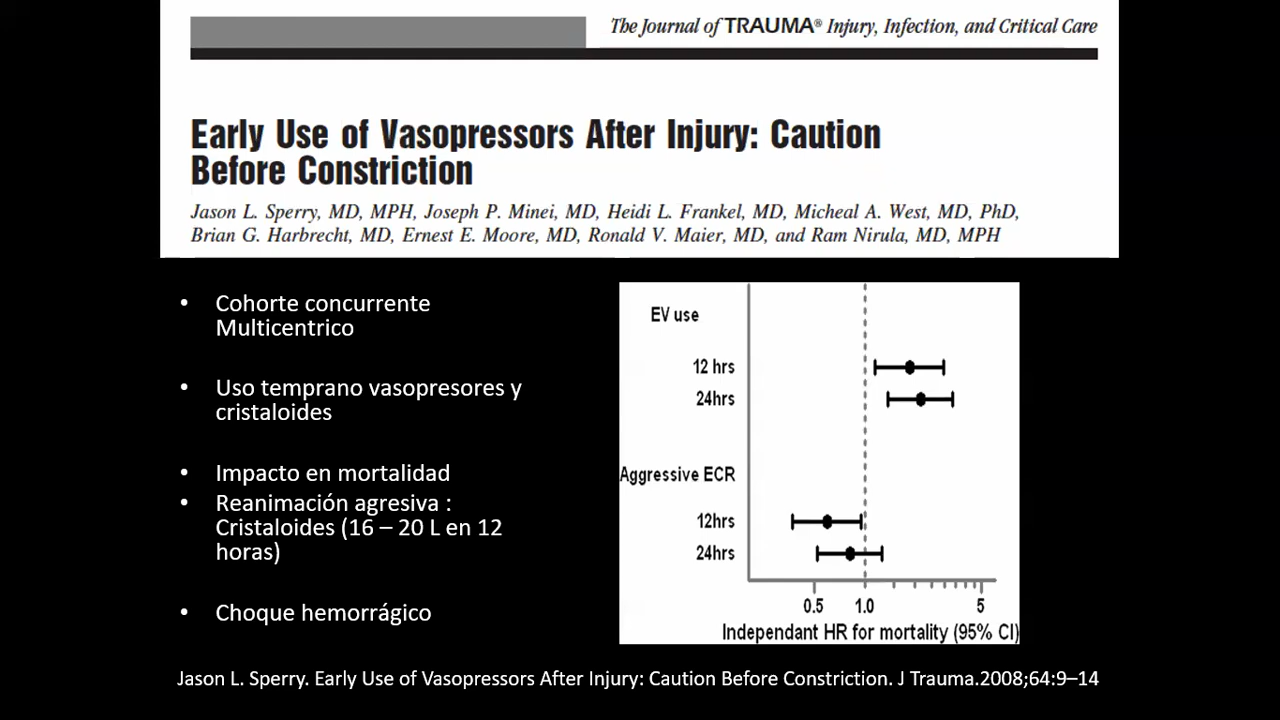 The Journal of TRAUMA® Injury, Infection, and Critical Care
Early Use of Vasopressors After Injury: Caution
Before Constriction
Jason L. Sperry, MD, MPH, Joseph P. Minei, MD, Heidi L. Frankel, MD, Micheal A. West, MD, PhD,
Brian G. Harbrecht, MD, Ernest E. Moore, MD, Ronald V. Maier, MD, and Ram Nirula, MD, MPH
• Cohorte concurrente
Multicentrico
• Uso temprano vasopresores y
cristaloides
• Impacto en mortalidad
• Reanimación agresiva :
Cristaloides (16 – 20 L en 12
horas)
• Choque hemorrágico
EV use
12 hrs
24hrs
Aggressive ECR
12hrs
24hrs
0.5 1.0 5
Independant HR for mortality (95% CI)
Jason L. Sperry. Early Use of Vasopressors After Injury: Caution Before Constriction. J Trauma.2008;64:9–14